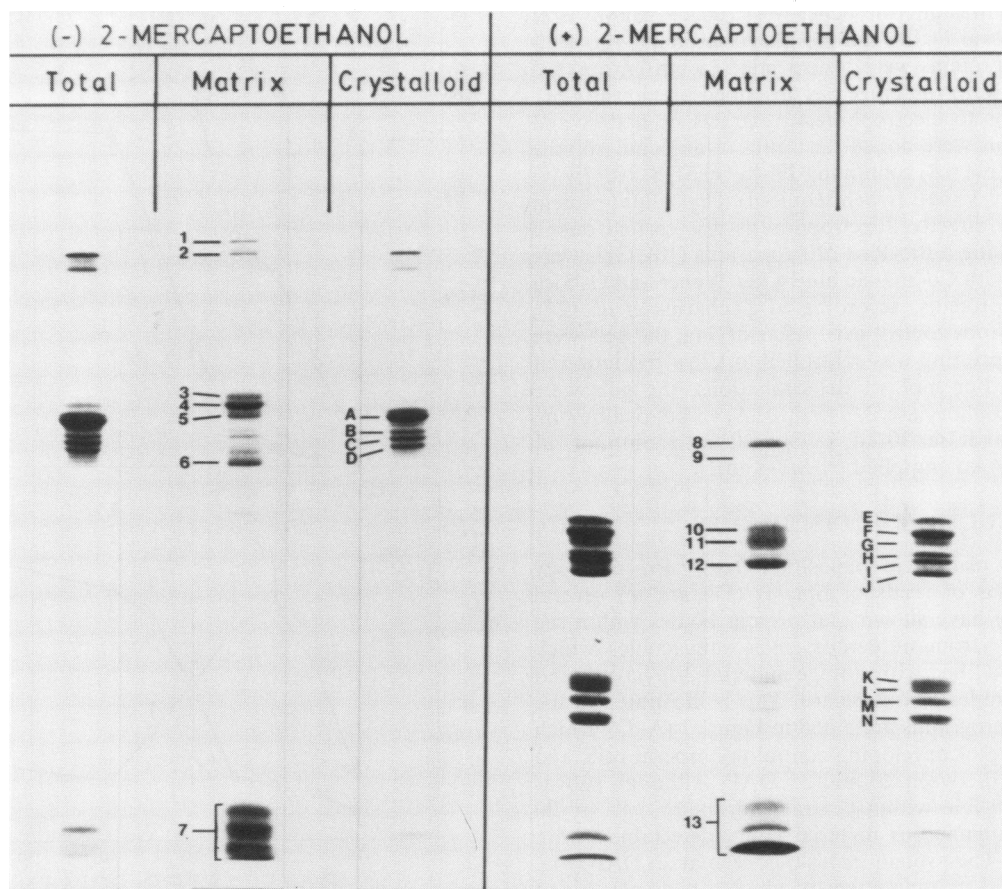 (-) 2-MERCAPTOETHANOL
(+) 2-MERCAPTOETHANOL
Total
Matrix
Crystalloid
Total
Matrix
Crystalloid
1
2
3
4
5
6
7
A
B
C
D
8
9
10
11
12
13
E
F
G
H
I
J
K
L
M
N